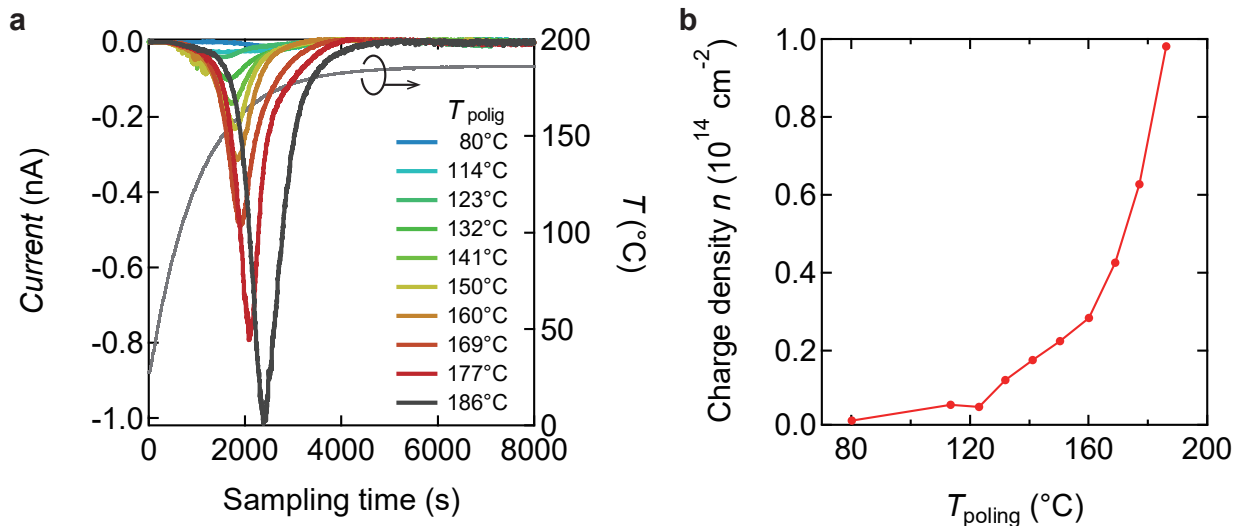 a
0.0
-0.2
-0.4
-0.6
-0.8
-1.0
Current (nA)
0
2000
4000
6000
8000
Sampling time (s)
200
150
100
50
0
T (°C)
T polig
80°C
114°C
123°C
132°C
141°C
150°C
160°C
169°C
177°C
186°C
b
1.0
0.8
0.6
0.4
0.2
0.0
Charge density n (10^14 cm^-2)
80
120
160
200
T poling (°C)